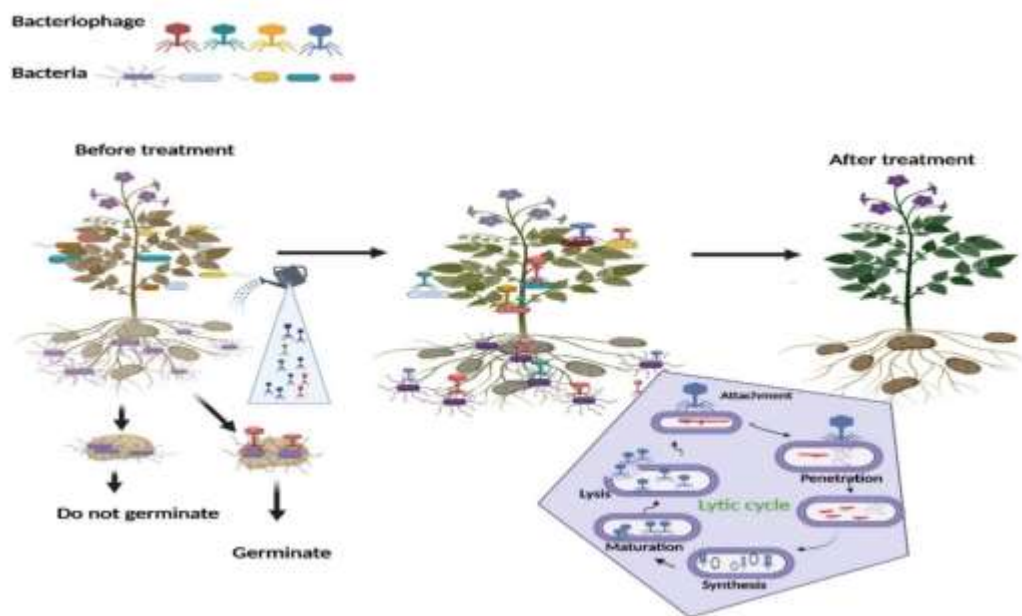 Bacteriophage
Bacteria
Before treatment
After treatment
Do not germinate
Germinate
Attachment
Penetration
Lysis
Lytic cycle
Maturation
Synthesis